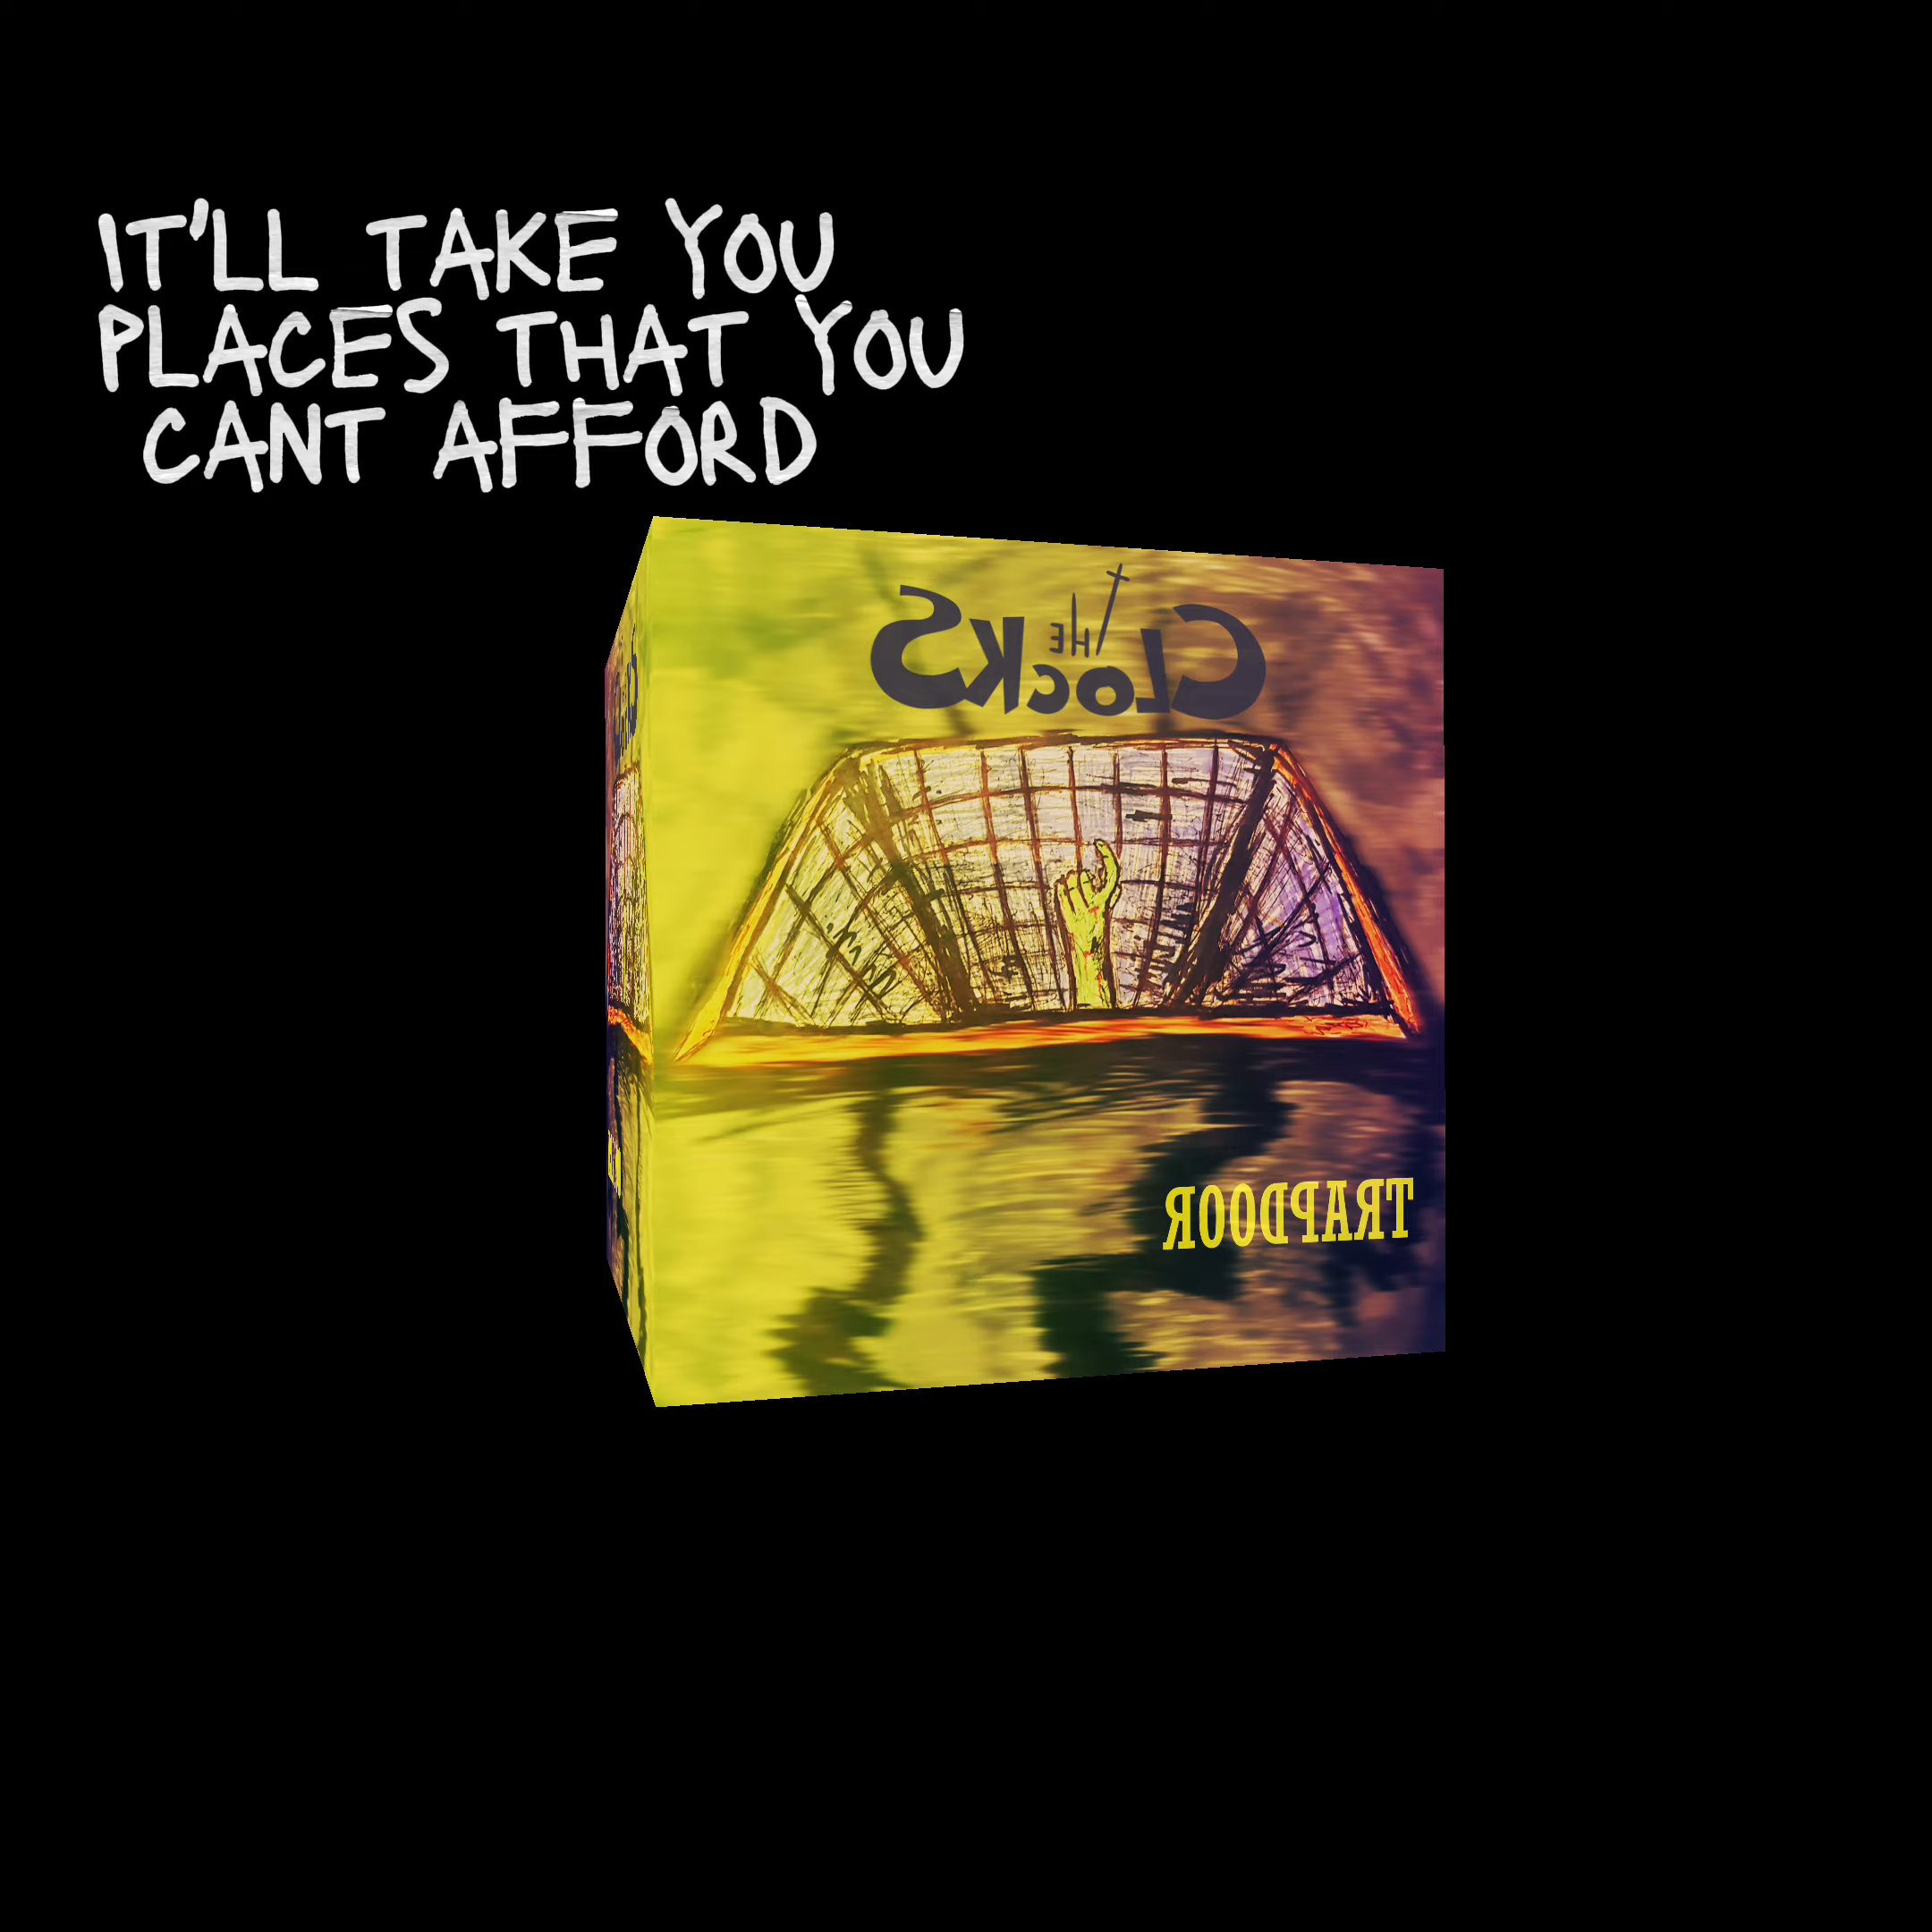 IT'LL TAKE YOU
PLACES THAT YOU
CANT AFFORD
THE
CLOCKS
TRAPDOOR